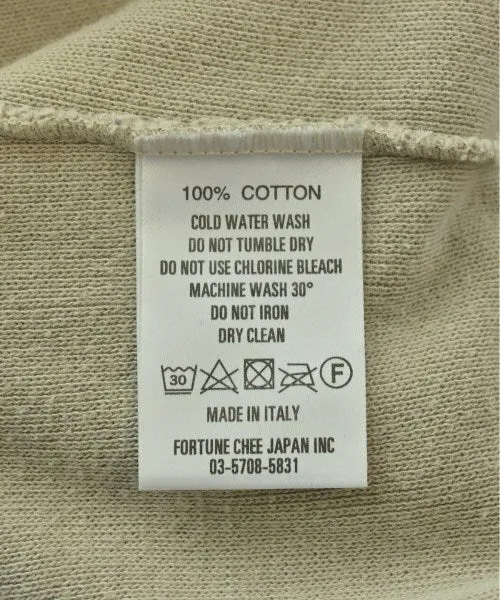 100% COTTON
COLD WATER WASH
DO NOT TUMBLE DRY
DO NOT USE CHLORINE BLEACH
MACHINE WASH 30°
DO NOT IRON
DRY CLEAN
30 F
MADE IN ITALY
FORTUNE CHEE JAPAN INC
03-5708-5831